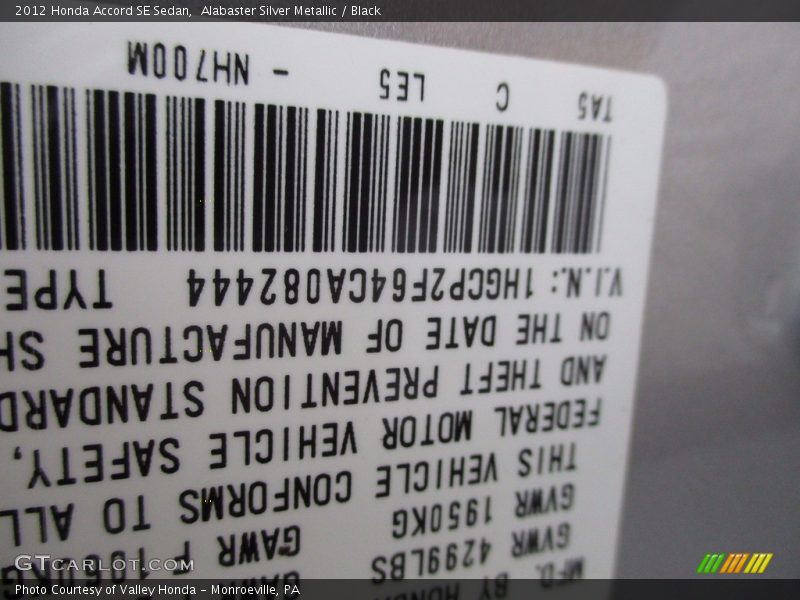 2012 Honda Accord SE Sedan, Alabaster Silver Metallic / Black
MFD. BY
GVWR 4299LBS
GVWR 1950KG GAWR F 1060KG
THIS VEHICLE CONFORMS TO ALL
FEDERAL MOTOR VEHICLE SAFETY,
AND THEFT PREVENTION STANDARD
ON THE DATE OF MANUFACTURE SH
V.I.N.: 1HGCP2F64CA082444 TYPE
TA5 C LE5 - NH700M
GTCarLot.com
Photo Courtesy of Valley Honda - Monroeville, PA